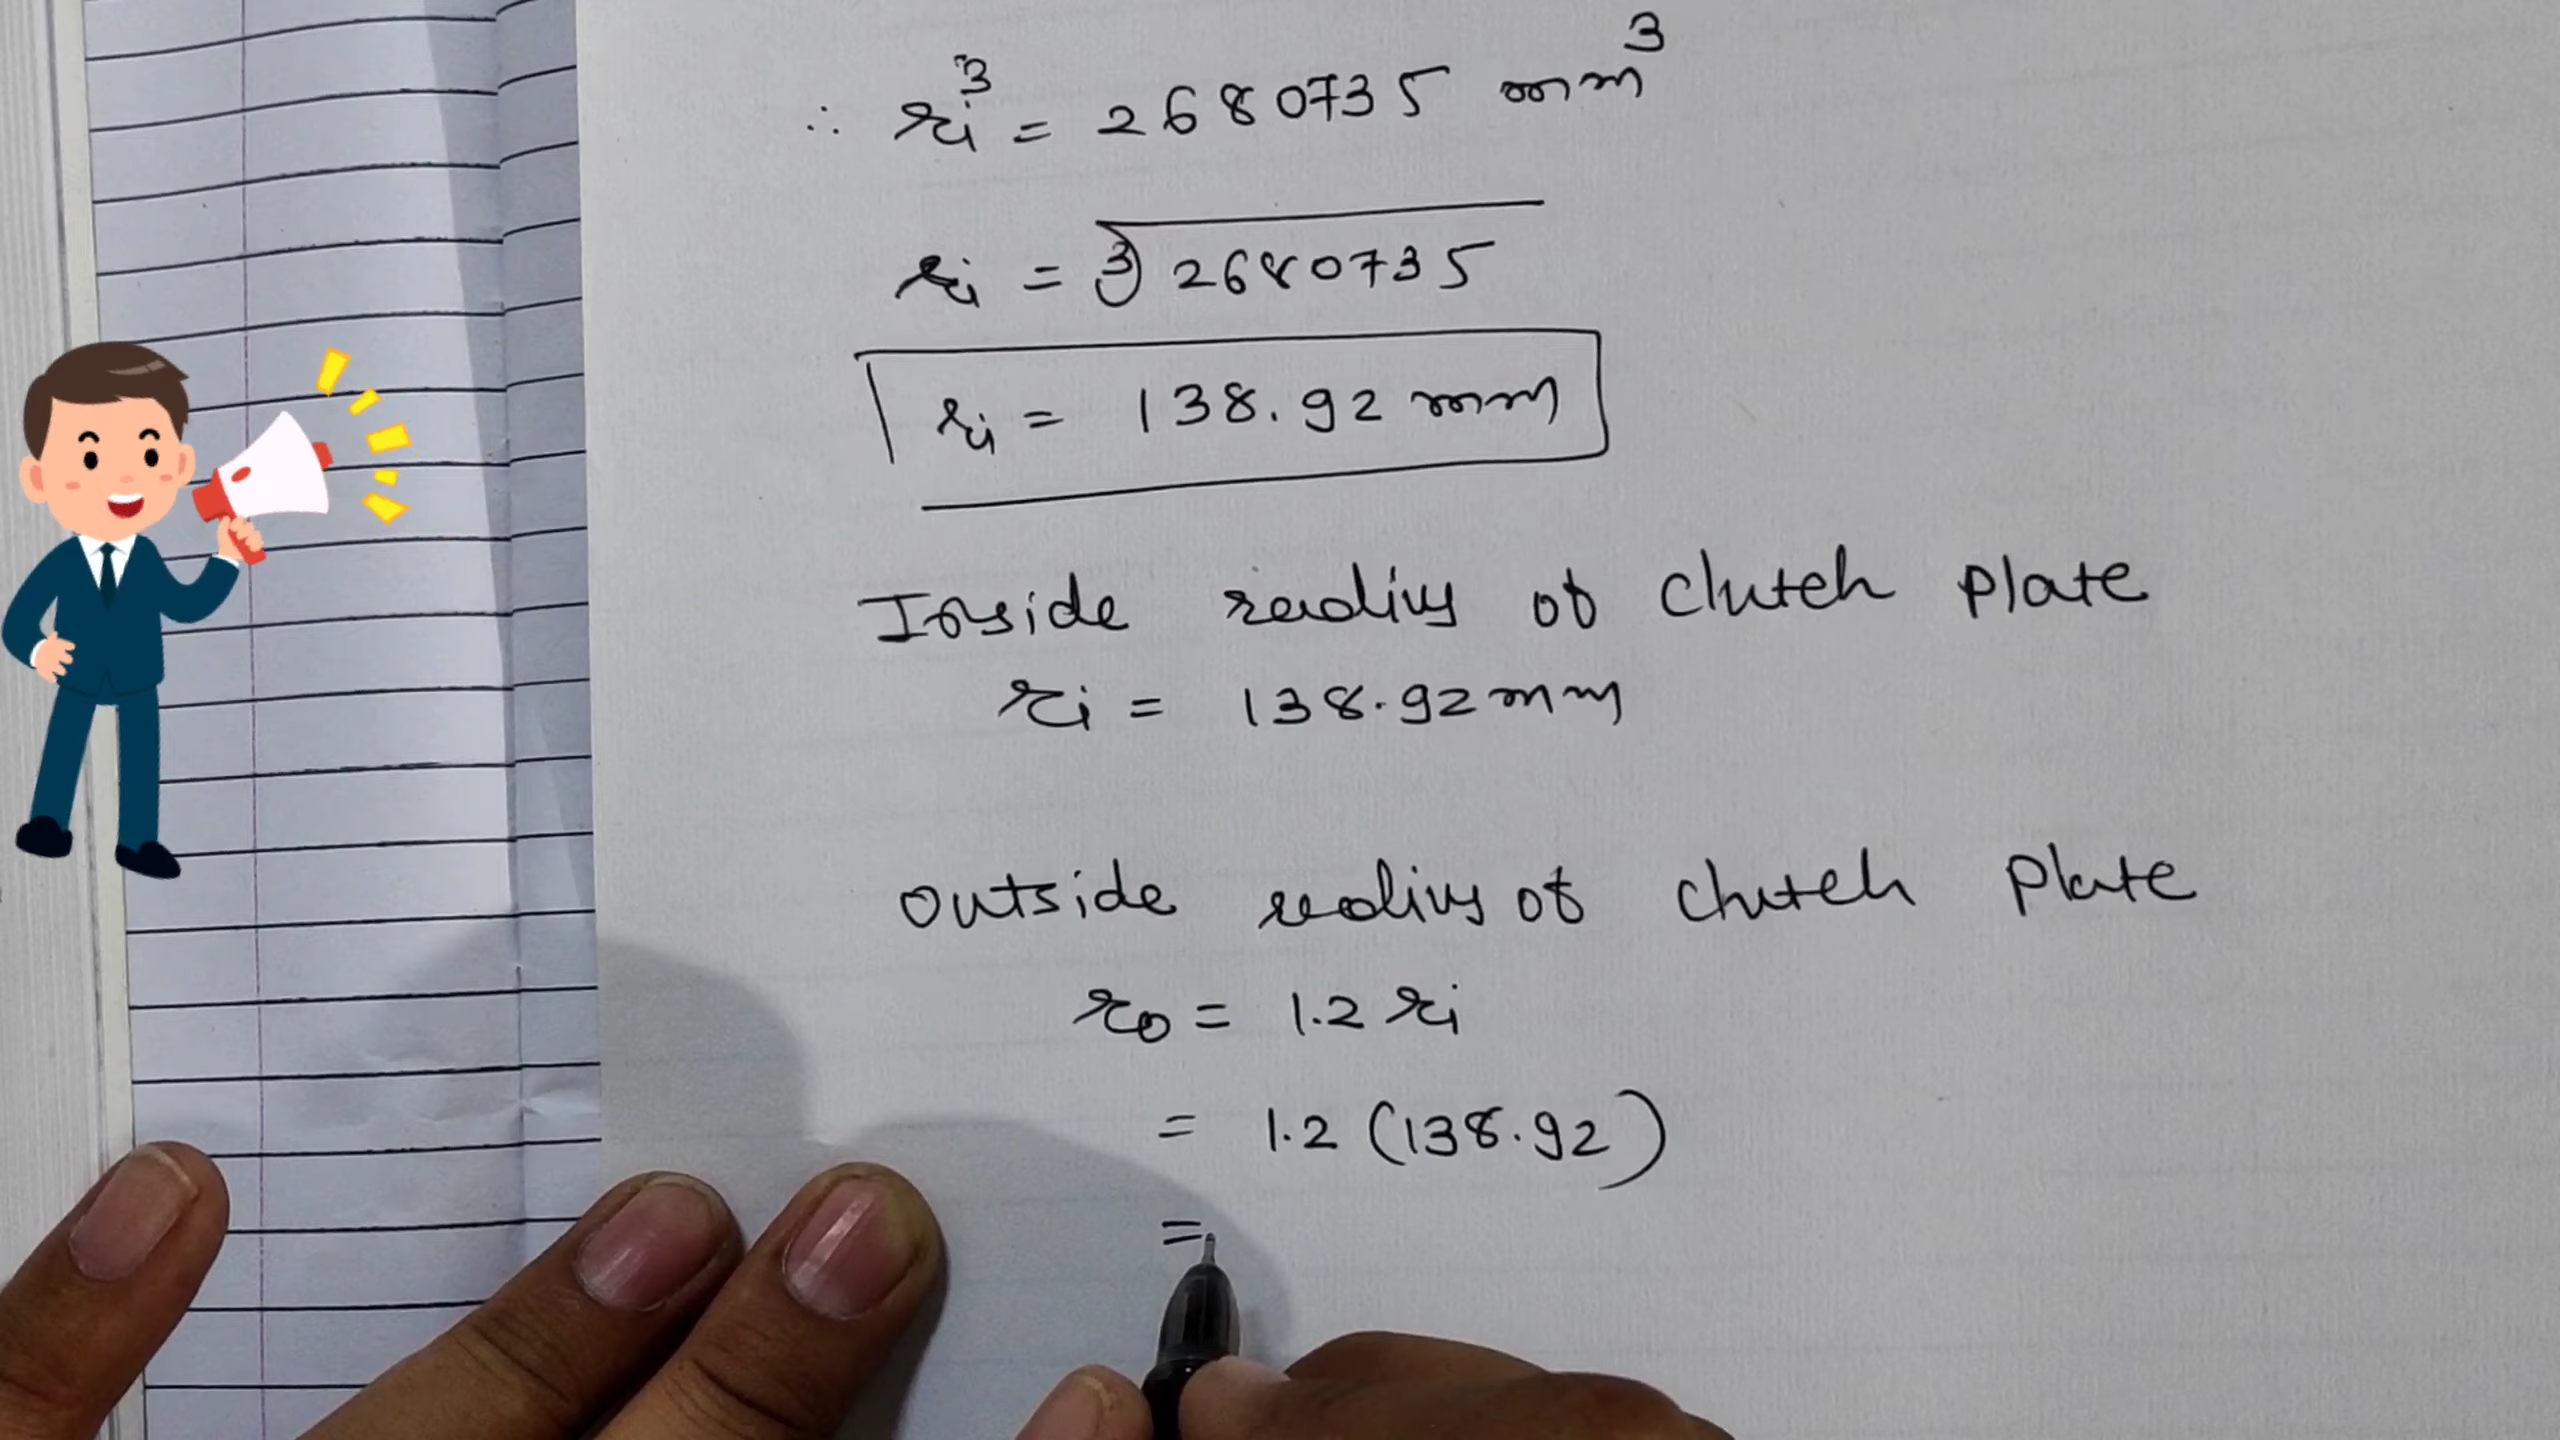 ∴ ri³ = 2680735 mm³
ri = ∛2680735
ri = 138.92 mm
Inside radius of clutch plate
ri = 138.92 mm
outside radius of clutch plate
ro = 1.2 ri
= 1.2 (138.92)
=